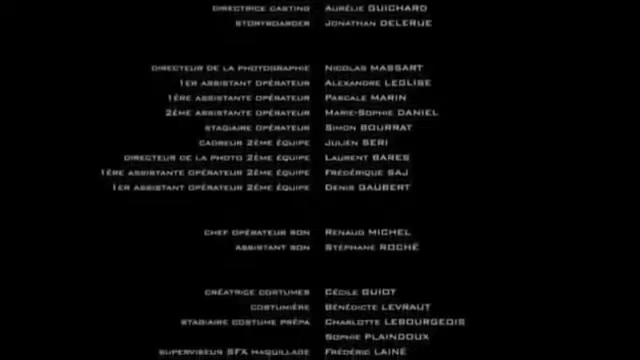 DIRECTRICE CASTING AURÉLIE GUICHARD
STORYBOARDER JONATHAN DELERUE
DIRECTEUR DE LA PHOTOGRAPHIE NICOLAS MASSART
1ER ASSISTANT OPÉRATEUR ALEXANDRE LEGLISE
1ÈRE ASSISTANTE OPÉRATEUR PASCALE MARIN
2ÈME ASSISTANTE OPÉRATEUR MARIE-SOPHIE DANIEL
STAGIAIRE OPÉRATEUR SIMON BOURRAT
CADREUR 2ÈME ÉQUIPE JULIEN SERI
DIRECTEUR DE LA PHOTO 2ÈME ÉQUIPE LAURENT BARES
1ÈRE ASSISTANTE OPÉRATEUR 2ÈME ÉQUIPE FRÉDÉRIQUE SAJ
1ER ASSISTANT OPÉRATEUR 2ÈME ÉQUIPE DENIS GAUBERT
CHEF OPÉRATEUR SON RENAUD MICHEL
ASSISTANT SON STÉPHANE ROCHÉ
CRÉATRICE COSTUMES CÉCILE GUIOT
COSTUMIÈRE BÉNÉDICTE LEVRAUT
STAGIAIRE COSTUME PRÉPA CHARLOTTE LEBOURGEOIS
SOPHIE PLAINDOUX
SUPERVISEUR SFX MAQUILLAGE FRÉDÉRIC LAINÉ